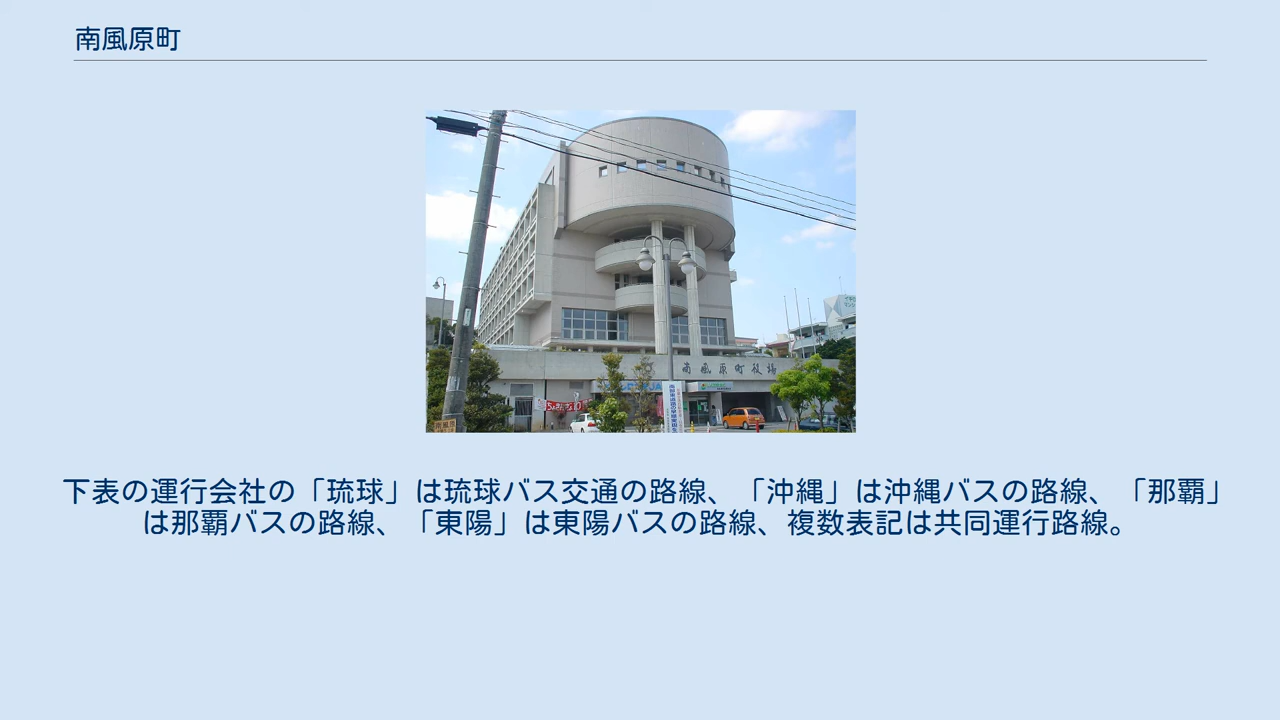 南風原町
南風原町役場
下表の運行会社の「琉球」は琉球バス交通の路線、「沖縄」は沖縄バスの路線、「那覇」
は那覇バスの路線、「東陽」は東陽バスの路線、複数表記は共同運行路線。